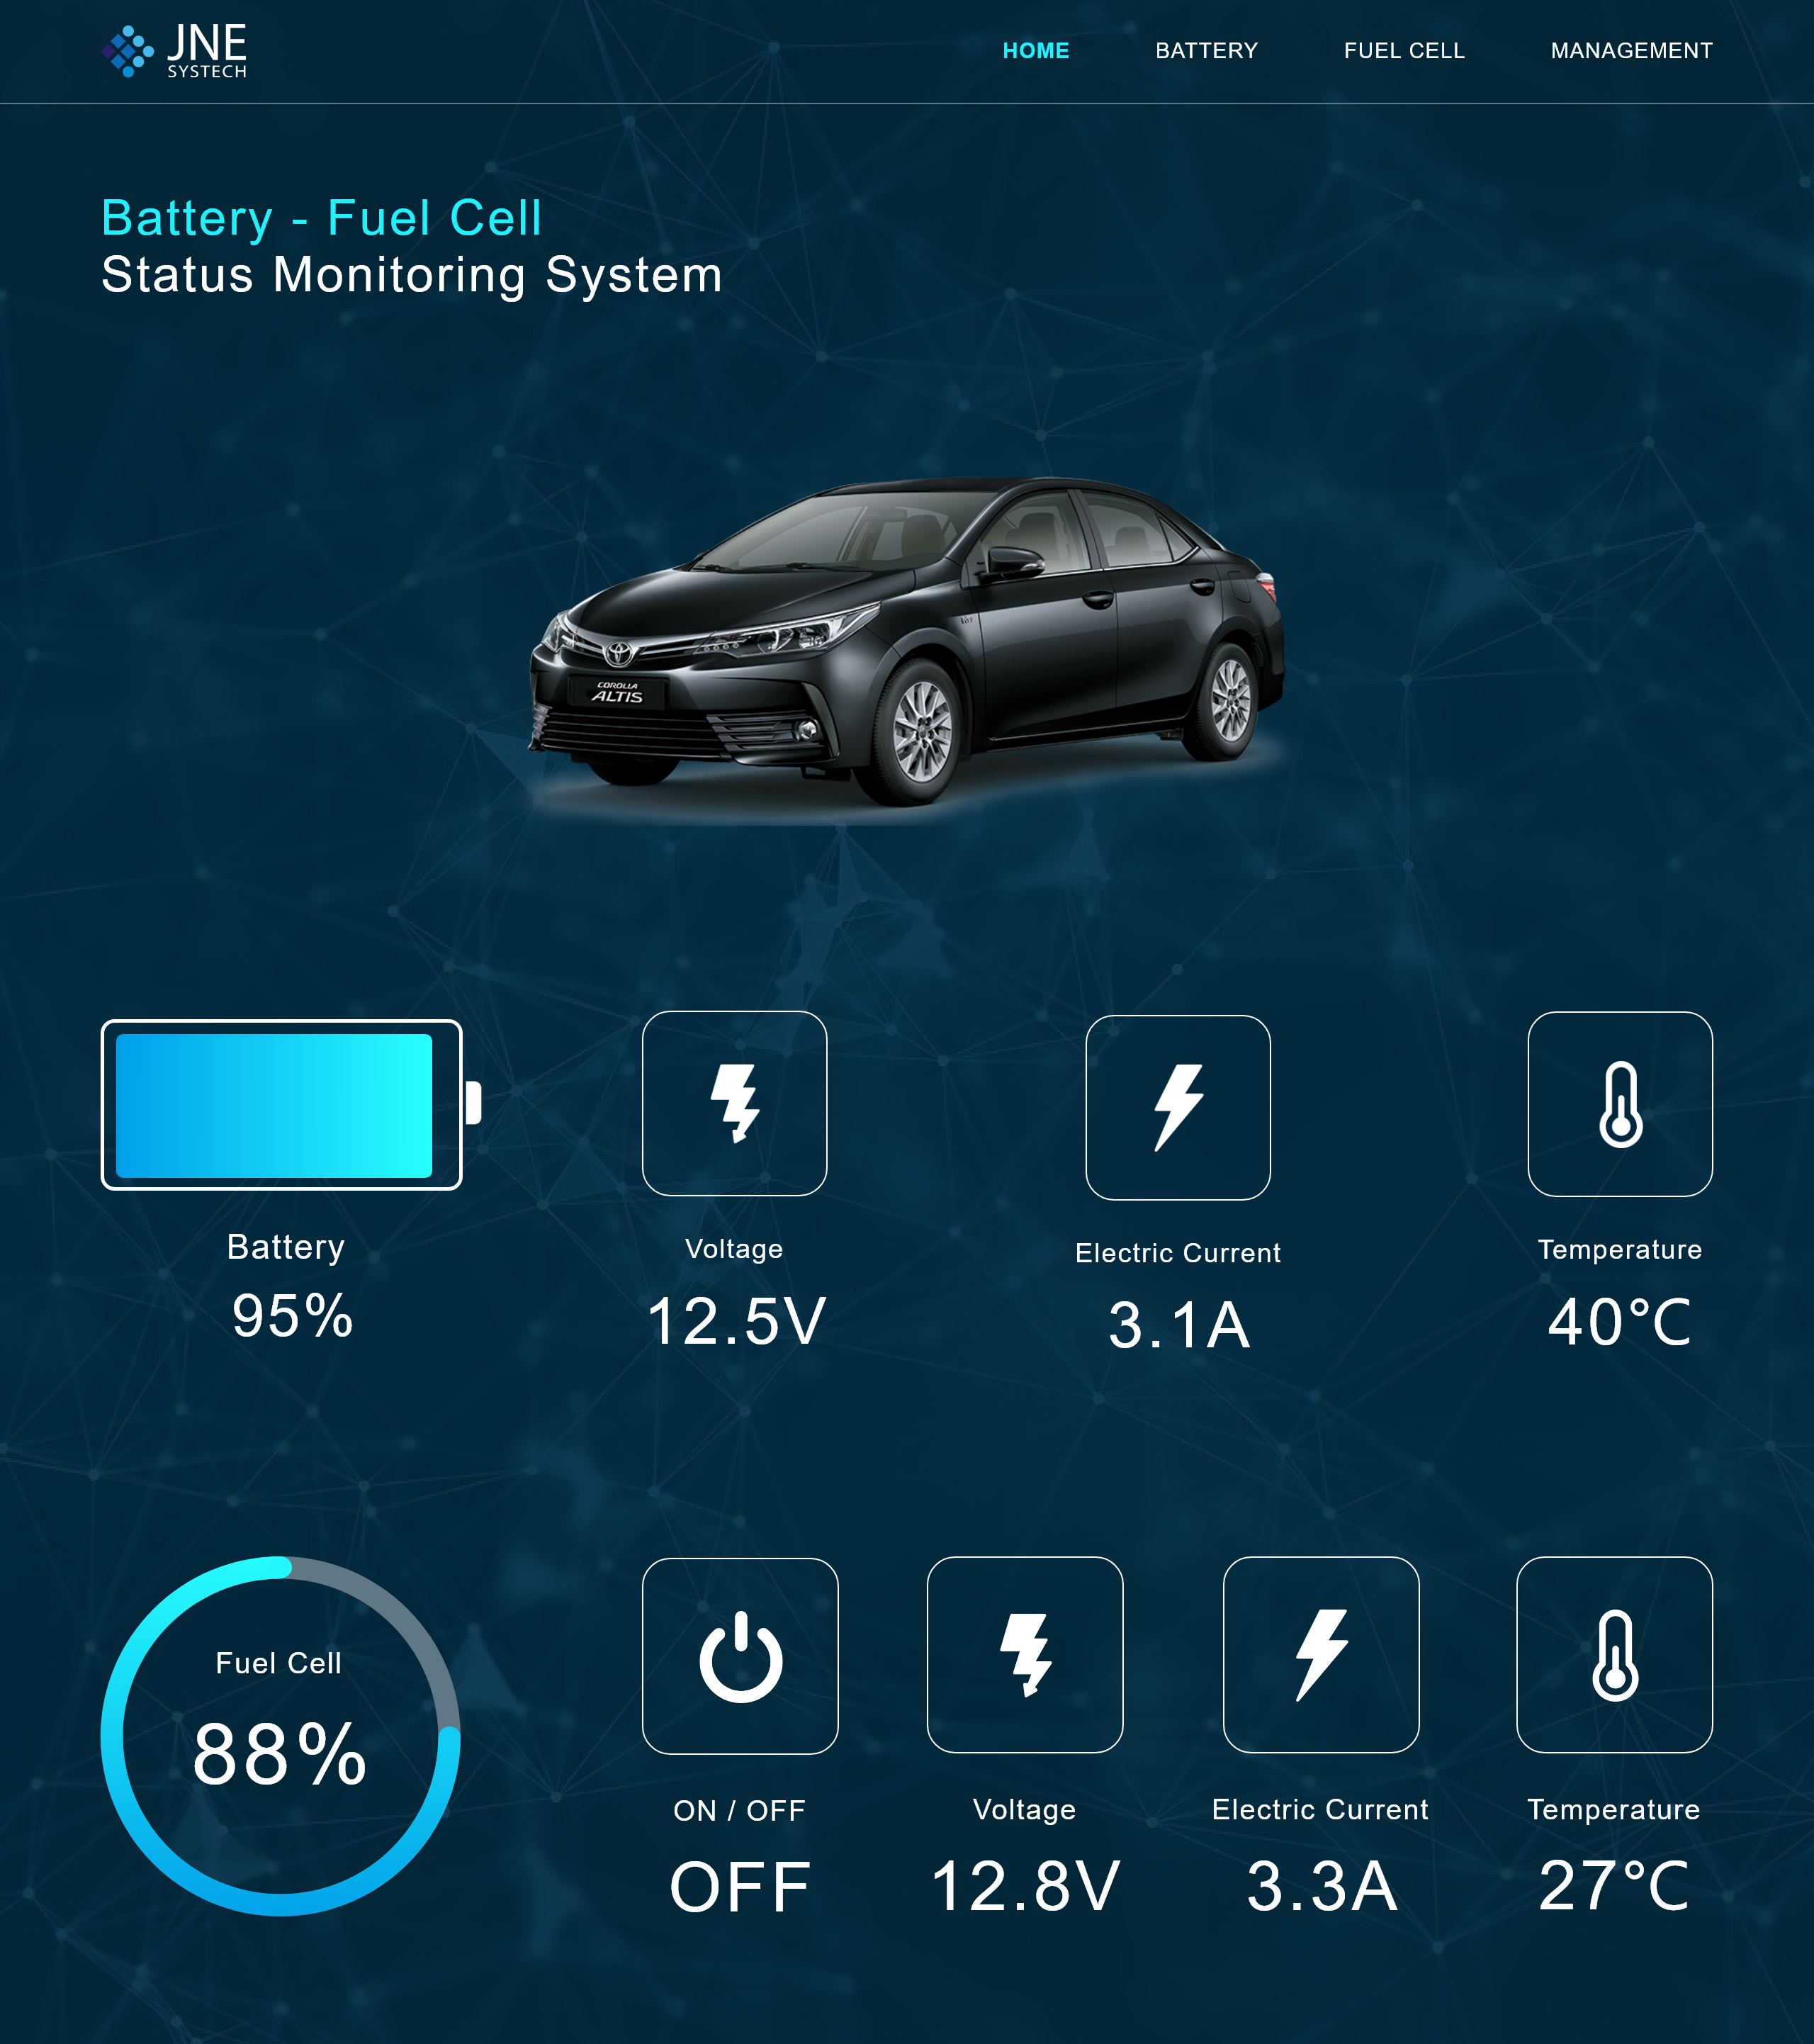 JNE
SYSTECH
HOME
BATTERY
FUEL CELL
MANAGEMENT
Battery - Fuel Cell
Status Monitoring System
COROLLA
ALTIS
Battery
95%
Voltage
12.5V
Electric Current
3.1A
Temperature
40°C
Fuel Cell
88%
ON / OFF
OFF
Voltage
12.8V
Electric Current
3.3A
Temperature
27°C